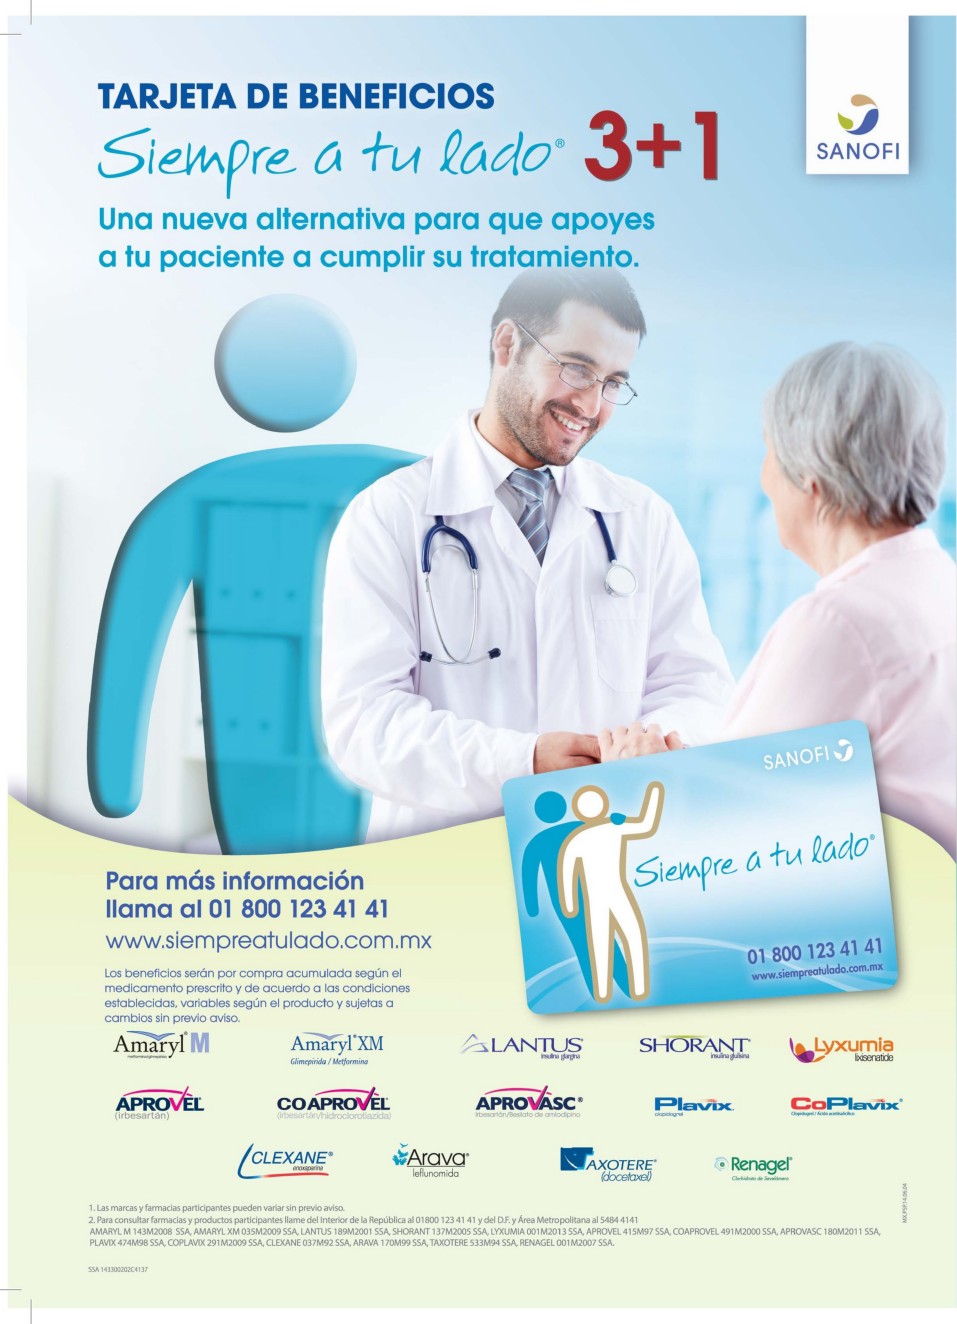 TARJETA DE BENEFICIOS
Siempre a tu lado® 3+1
SANOFI
Una nueva alternativa para que apoyes
a tu paciente a cumplir su tratamiento.
SANOFI
Siempre a tu lado®
01 800 123 41 41
www.siempreatulado.com.mx
Para más información
llama al 01 800 123 41 41
www.siempreatulado.com.mx
Los beneficios serán por compra acumulada según el
medicamento prescrito y de acuerdo a las condiciones
establecidas, variables según el producto y sujetas a
cambios sin previo aviso.
Amaryl® M
Amaryl® XM
Glimepirida / Metformina
LANTUS®
insulina glargina
SHORANT®
insulina glulisina
Lyxumia
lixisenatide
APROVEL®
(irbesartán)
COAPROVEL®
(irbesartán/hidroclorotiazida)
APROVASC®
Irbesartán/Besilato de amlodipino
Plavix®
clopidogrel
CoPlavix®
Clopidogrel / Ácido acetilsalicílico
CLEXANE®
enoxaparina
Arava®
leflunomida
TAXOTERE®
(docetaxel)
Renagel®
Clorhidrato de Sevelámero
MX.PSP.14.06.04
1. Las marcas y farmacias participantes pueden variar sin previo aviso.
2. Para consultar farmacias y productos participantes llame del Interior de la República al 01800 123 41 41 y del D.F. y Área Metropolitana al 5484 4141
AMARYL M 143M2008 SSA, AMARYL XM 035M2009 SSA, LANTUS 189M2001 SSA, SHORANT 137M2005 SSA, LYXUMIA 001M2013 SSA, APROVEL 415M97 SSA, COAPROVEL 491M2000 SSA, APROVASC 180M2011 SSA,
PLAVIX 474M98 SSA, COPLAVIX 291M2009 SSA, CLEXANE 037M92 SSA, ARAVA 170M99 SSA, TAXOTERE 533M94 SSA, RENAGEL 001M2007 SSA.
SSA 143300202C4137